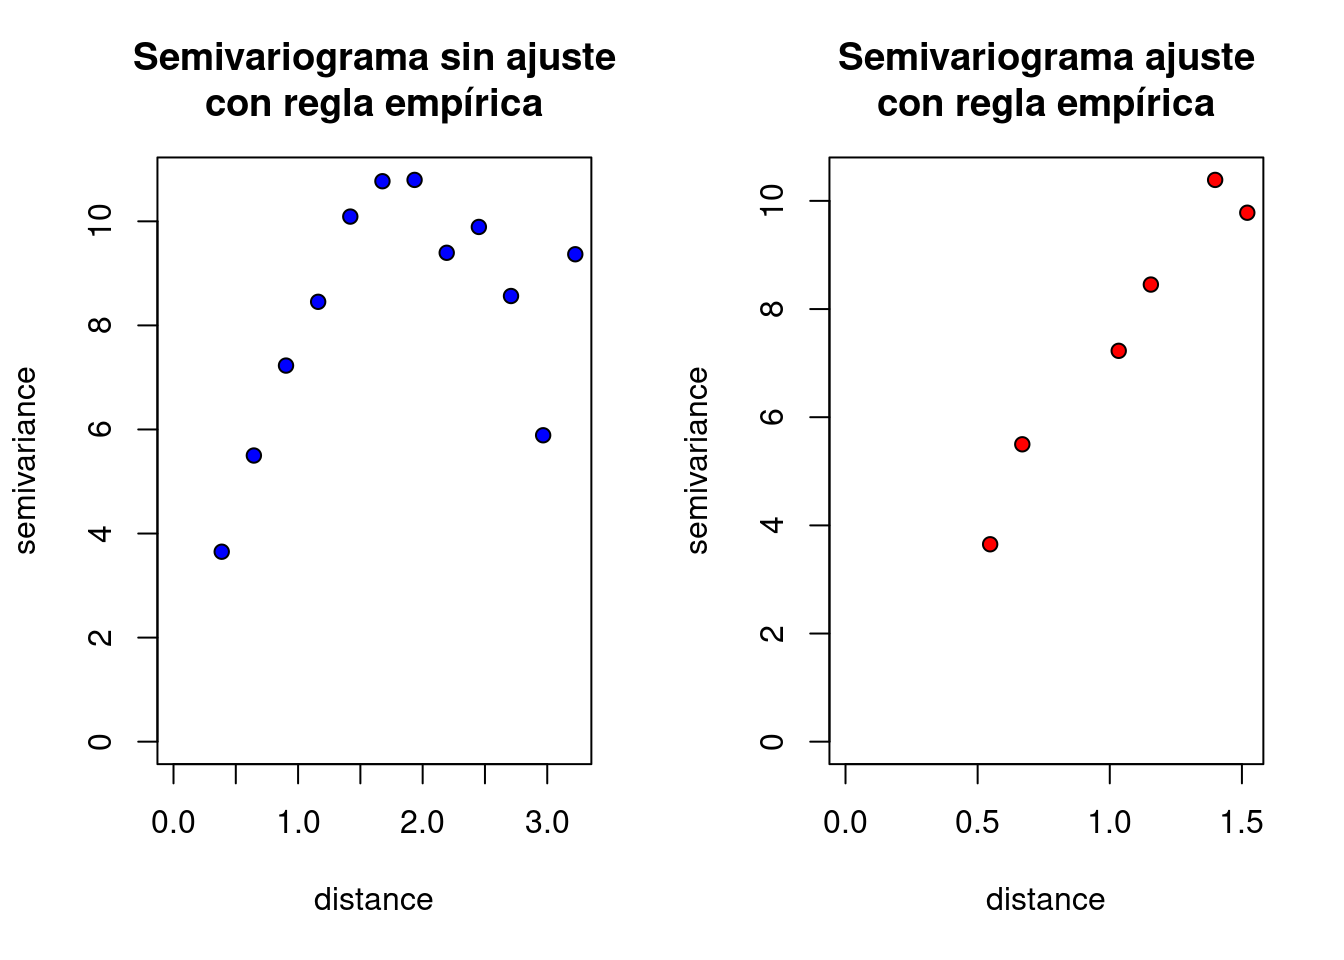 Semivariograma sin ajuste
con regla empírica
semivariance
10
8
6
4
2
0
0.0 1.0 2.0 3.0
distance
Semivariograma ajuste
con regla empírica
semivariance
10
8
6
4
2
0
0.0 0.5 1.0 1.5
distance